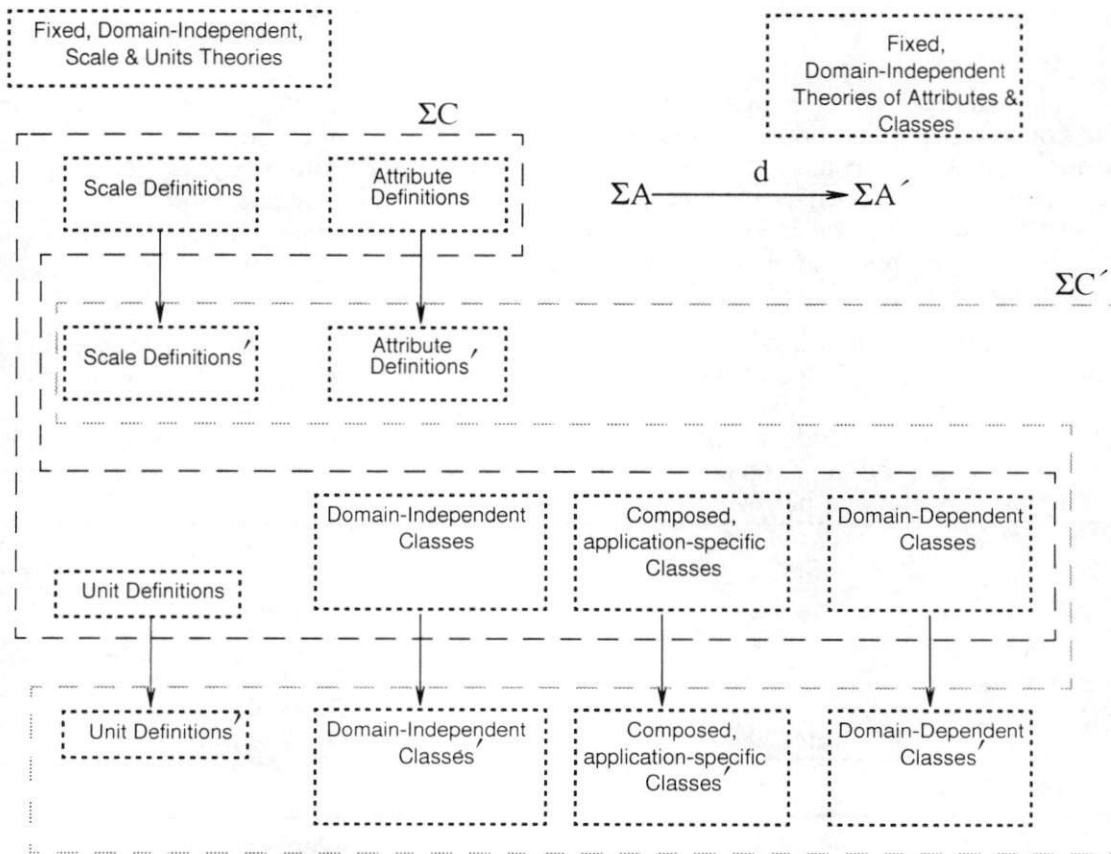 Fixed, Domain-Independent,
Scale & Units Theories
Fixed,
Domain-Independent
Theories of Attributes &
Classes
ΣC
Scale Definitions
Attribute
Definitions
ΣA
d
ΣA´
ΣC´
Scale Definitions´
Attribute
Definitions´
Domain-Independent
Classes
Composed,
application-specific
Classes
Domain-Dependent
Classes
Unit Definitions
Unit Definitions´
Domain-Independent
Classes´
Composed,
application-specific
Classes´
Domain-Dependent
Classes´